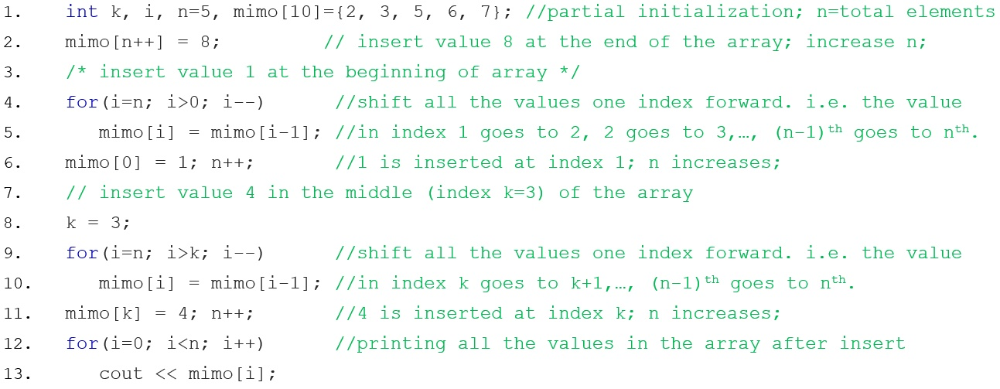 1. int k, i, n=5, mimo[10]={2, 3, 5, 6, 7}; //partial initialization; n=total elements
2. mimo[n++] = 8; // insert value 8 at the end of the array; increase n;
3. /* insert value 1 at the beginning of array */
4. for(i=n; i>0; i--) //shift all the values one index forward. i.e. the value
5. mimo[i] = mimo[i-1]; //in index 1 goes to 2, 2 goes to 3,…, (n-1)th goes to nth.
6. mimo[0] = 1; n++; //1 is inserted at index 1; n increases;
7. // insert value 4 in the middle (index k=3) of the array
8. k = 3;
9. for(i=n; i>k; i--) //shift all the values one index forward. i.e. the value
10. mimo[i] = mimo[i-1]; //in index k goes to k+1,…, (n-1)th goes to nth.
11. mimo[k] = 4; n++; //4 is inserted at index k; n increases;
12. for(i=0; i<n; i++) //printing all the values in the array after insert
13. cout << mimo[i];